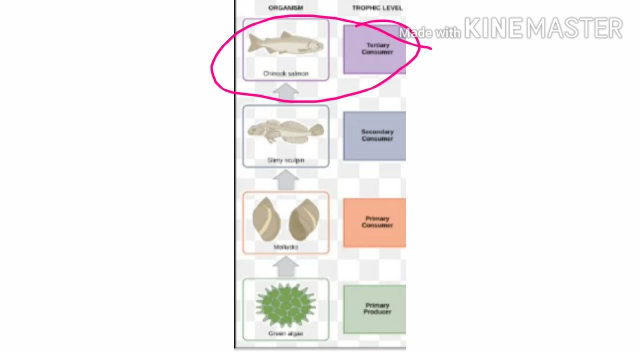 ORGANISM
TROPHIC LEVEL
Made with KINEMASTER
Chinook salmon
Tertiary
Consumer
Slimy sculpin
Secondary
Consumer
Mollusks
Primary
Consumer
Green algae
Primary
Producer